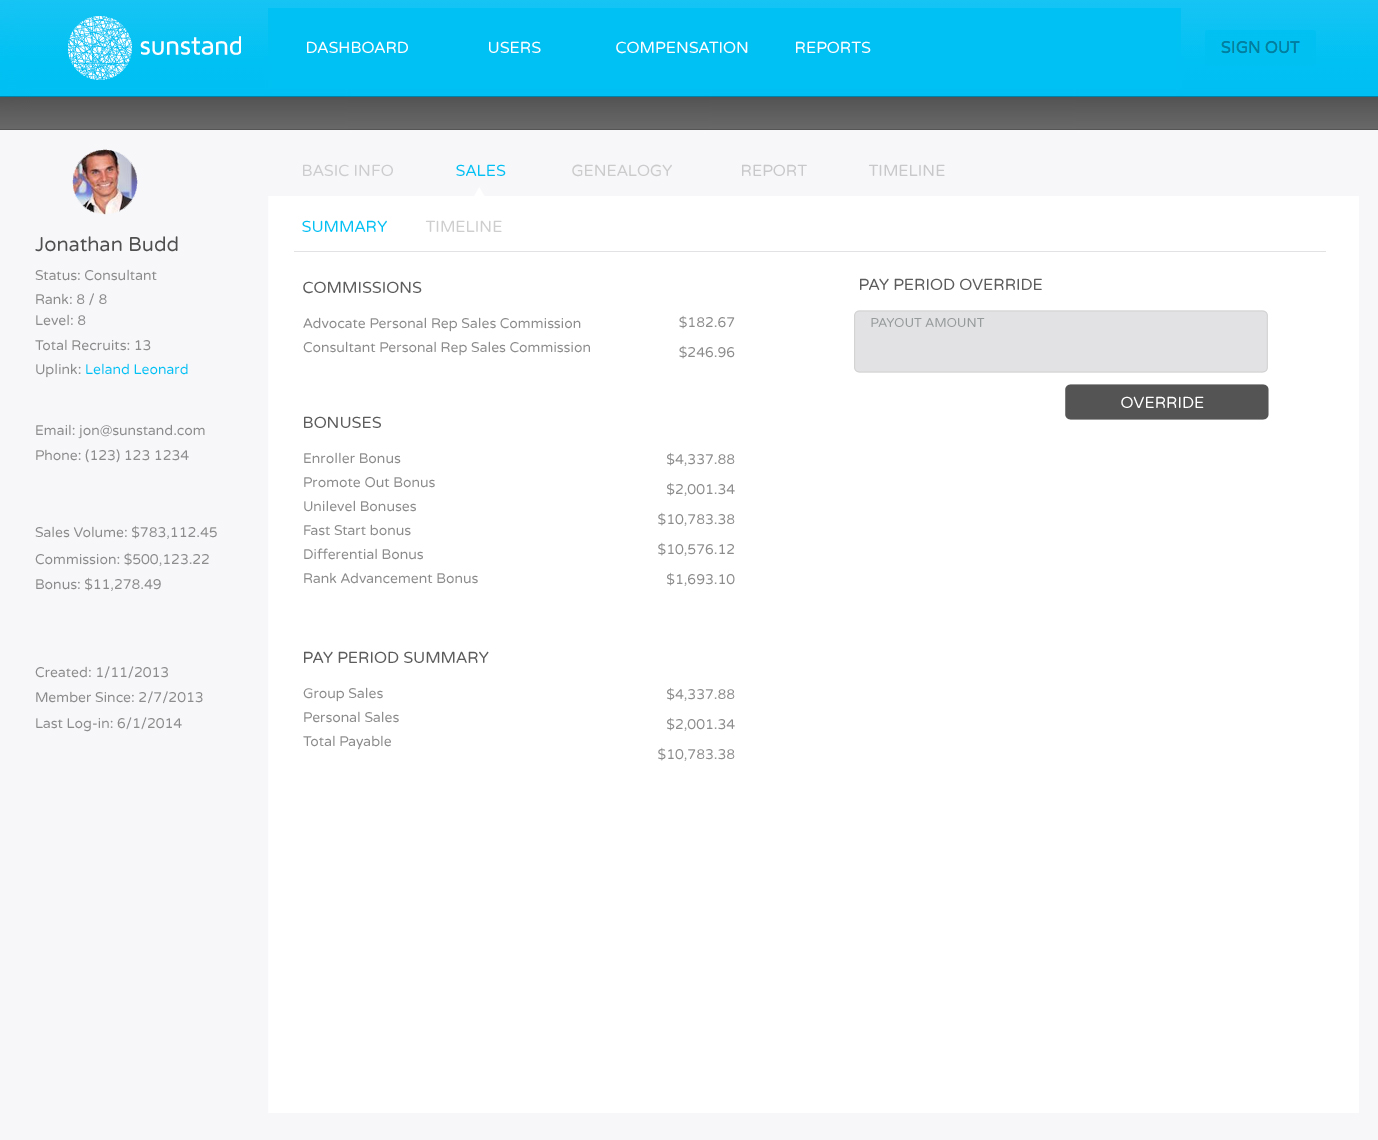 sunstand
DASHBOARD USERS COMPENSATION REPORTS SIGN OUT
BASIC INFO SALES GENEALOGY REPORT TIMELINE
SUMMARY TIMELINE
Jonathan Budd
Status: Consultant
Rank: 8 / 8
Level: 8
Total Recruits: 13
Uplink: Leland Leonard
Email: jon@sunstand.com
Phone: (123) 123 1234
Sales Volume: $783,112.45
Commission: $500,123.22
Bonus: $11,278.49
Created: 1/11/2013
Member Since: 2/7/2013
Last Log-in: 6/1/2014
COMMISSIONS
Advocate Personal Rep Sales Commission $182.67
Consultant Personal Rep Sales Commission $246.96
BONUSES
Enroller Bonus $4,337.88
Promote Out Bonus $2,001.34
Unilevel Bonuses $10,783.38
Fast Start bonus $10,576.12
Differential Bonus $1,693.10
Rank Advancement Bonus
PAY PERIOD SUMMARY
Group Sales $4,337.88
Personal Sales $2,001.34
Total Payable $10,783.38
PAY PERIOD OVERRIDE
PAYOUT AMOUNT
OVERRIDE